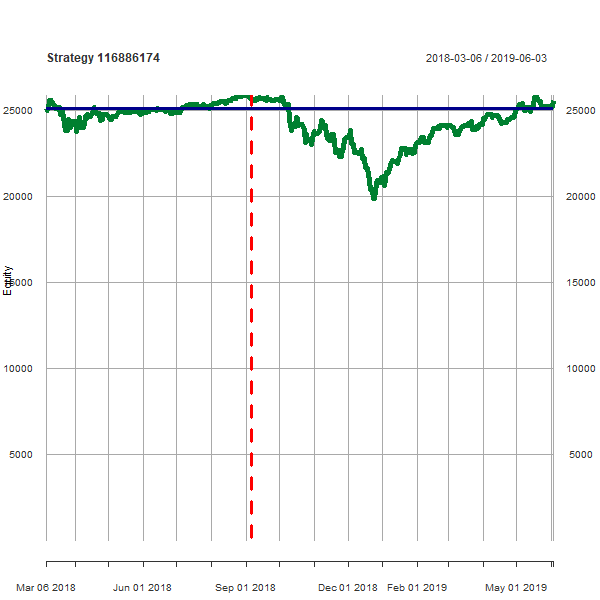 Strategy 116886174
2018-03-06 / 2019-06-03
25000 25000
20000 20000
Equity
15000 15000
10000 10000
5000 5000
Mar 06 2018 Jun 01 2018 Sep 01 2018 Dec 01 2018 Feb 01 2019 May 01 2019